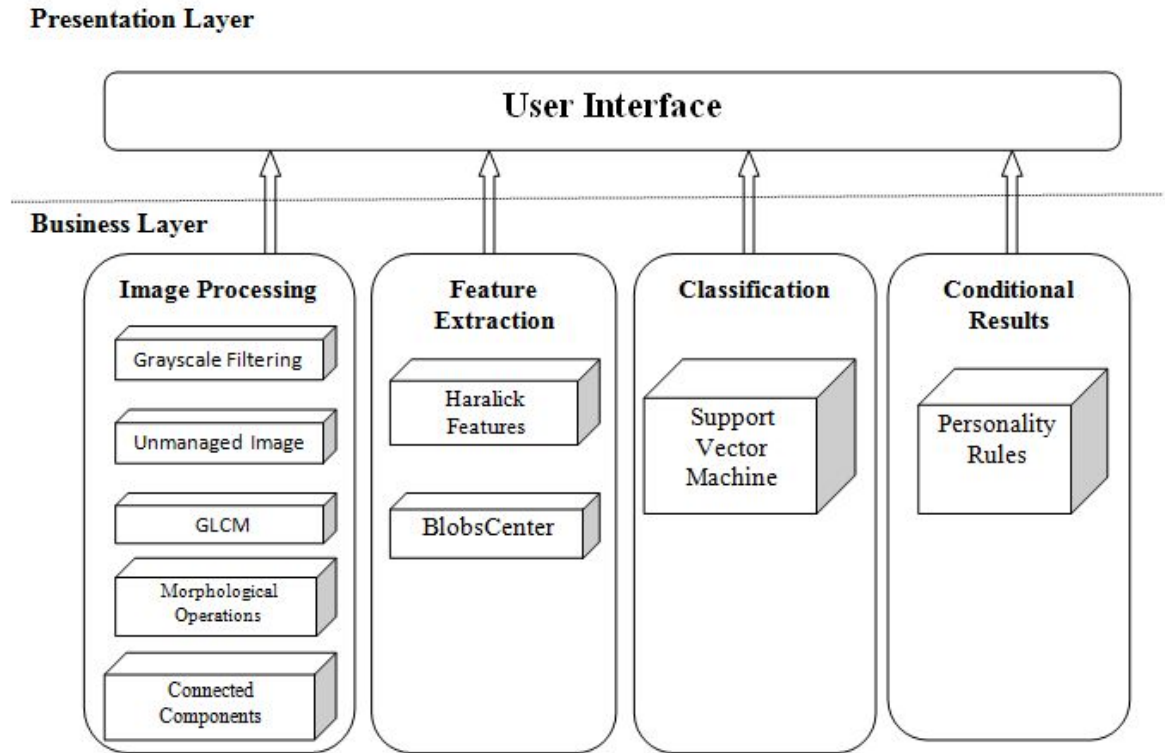 Presentation Layer
User Interface
Business Layer
Image Processing
Grayscale Filtering
Unmanaged Image
GLCM
Morphological
Operations
Connected
Components
Feature
Extraction
Haralick
Features
BlobsCenter
Classification
Support
Vector
Machine
Conditional
Results
Personality
Rules